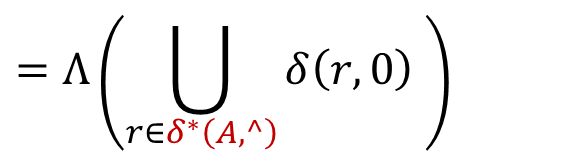 = Λ(⋃ δ(r,0))
r∈δ*(A,^)